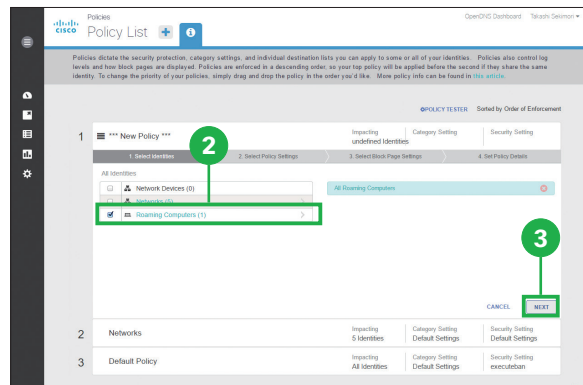 Policies
OpenDNS Dashboard Takashi Sekimori
CISCO
Policy List
Policies dictate the security protection, category settings, and individual destination lists you can apply to some or all of your identities. Policies also control log
levels and how block pages are displayed. Policies are enforced in a descending order, so your top policy will be applied before the second if they share the same
identity. To change the priority of your policies, simply drag and drop the policy in the order you'd like. More policy info can be found in this article.
POLICY TESTER Sorted by Order of Enforcement
1 *** New Policy ***
Impacting
undefined Identities
Category Setting
Security Setting
1. Select Identities
2. Select Policy Settings
3. Select Block Page Settings
4. Set Policy Details
2
All Identities
Network Devices (0)
Networks (5)
Roaming Computers (1)
All Roaming Computers
3
CANCEL NEXT
2 Networks
Impacting
5 Identities
Category Setting
Default Settings
Security Setting
Default Settings
3 Default Policy
Impacting
All Identities
Category Setting
Default Settings
Security Setting
executeban